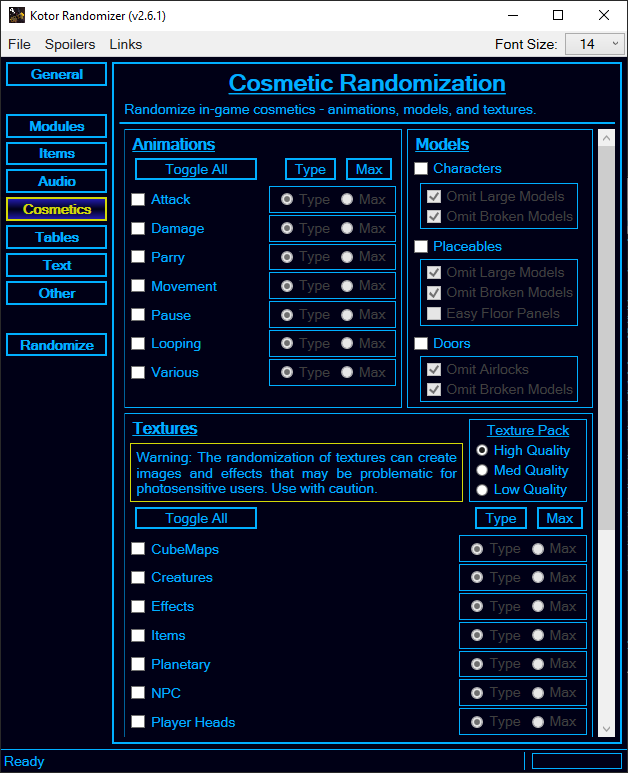 Kotor Randomizer (v2.6.1)
File Spoilers Links Font Size: 14
General
Modules
Items
Audio
Cosmetics
Tables
Text
Other
Randomize
Cosmetic Randomization
Randomize in-game cosmetics - animations, models, and textures.
Animations
Toggle All Type Max
Attack Type Max
Damage Type Max
Parry Type Max
Movement Type Max
Pause Type Max
Looping Type Max
Various Type Max
Models
Characters
Omit Large Models
Omit Broken Models
Placeables
Omit Large Models
Omit Broken Models
Easy Floor Panels
Doors
Omit Airlocks
Omit Broken Models
Textures
Warning: The randomization of textures can create
images and effects that may be problematic for
photosensitive users. Use with caution.
Texture Pack
High Quality
Med Quality
Low Quality
Toggle All Type Max
CubeMaps Type Max
Creatures Type Max
Effects Type Max
Items Type Max
Planetary Type Max
NPC Type Max
Player Heads Type Max
Ready